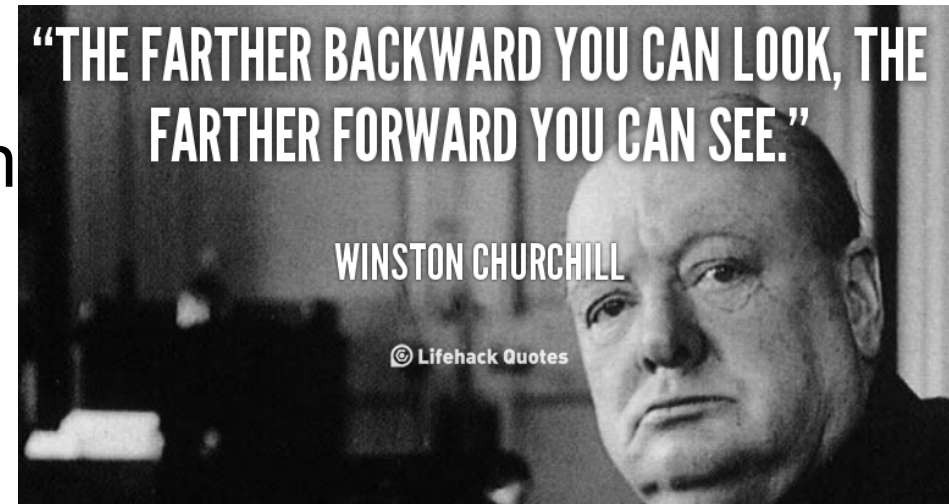 “THE FARTHER BACKWARD YOU CAN LOOK, THE
FARTHER FORWARD YOU CAN SEE.”
n
WINSTON CHURCHILL
Lifehack Quotes